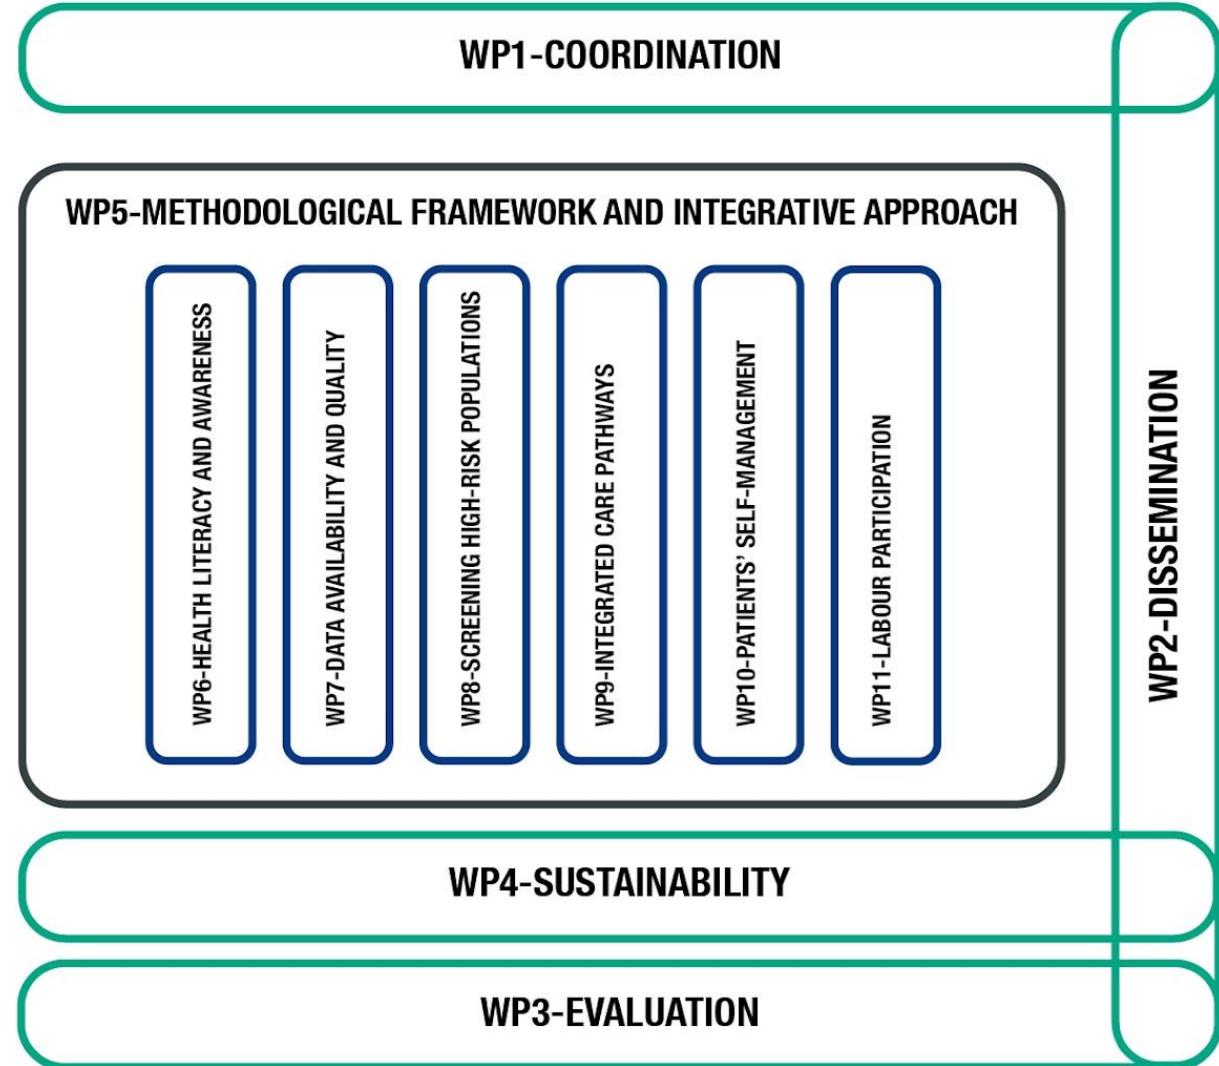 WP1-COORDINATION
WP5-METHODOLOGICAL FRAMEWORK AND INTEGRATIVE APPROACH
WP6-HEALTH LITERACY AND AWARENESS
WP7-DATA AVAILABILITY AND QUALITY
WP8-SCREENING HIGH-RISK POPULATIONS
WP9-INTEGRATED CARE PATHWAYS
WP10-PATIENTS’ SELF-MANAGEMENT
WP11-LABOUR PARTICIPATION
WP2-DISSEMINATION
WP4-SUSTAINABILITY
WP3-EVALUATION